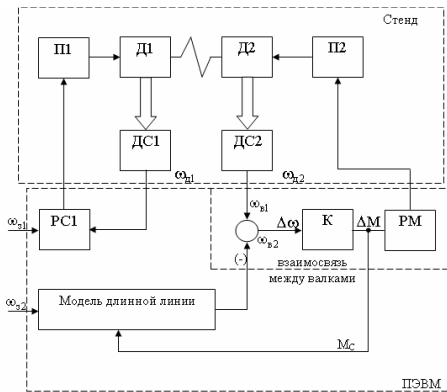 Стенд
П1
Д1
Д2
П2
ДС1
ДС2
ωд1
ωд2
ωз1
РС1
ωв1
Δω
К
ΔМ
РМ
ωв2
(-)
взаимосвязь
между валками
ωз2
Модель длинной линии
МС
ПЭВМ